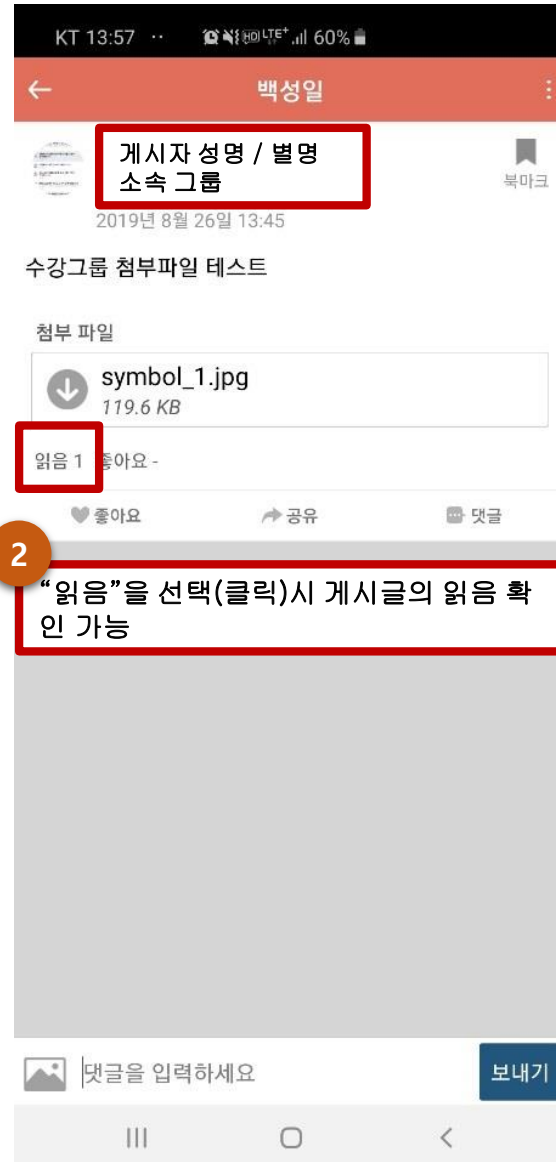 KT 13:57 ·· HD LTE+ 60%
백성일
게시자 성명 / 별명
소속 그룹
북마크
2019년 8월 26일 13:45
수강그룹 첨부파일 테스트
첨부 파일
symbol_1.jpg
119.6 KB
읽음 1 좋아요 -
좋아요 공유 댓글
2
“읽음”을 선택(클릭)시 게시글의 읽음 확
인 가능
댓글을 입력하세요 보내기